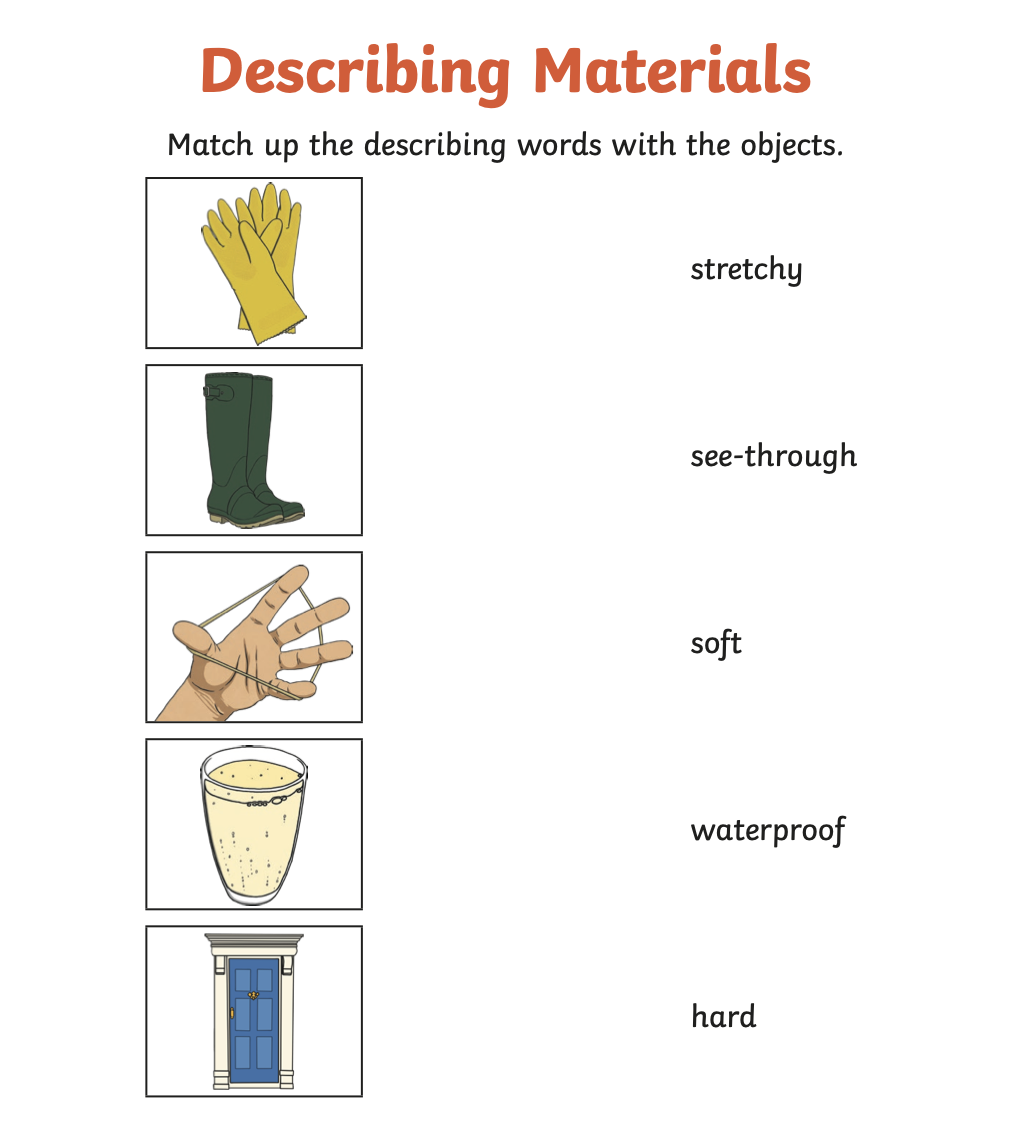 Describing Materials
Match up the describing words with the objects.
stretchy
see-through
soft
waterproof
hard